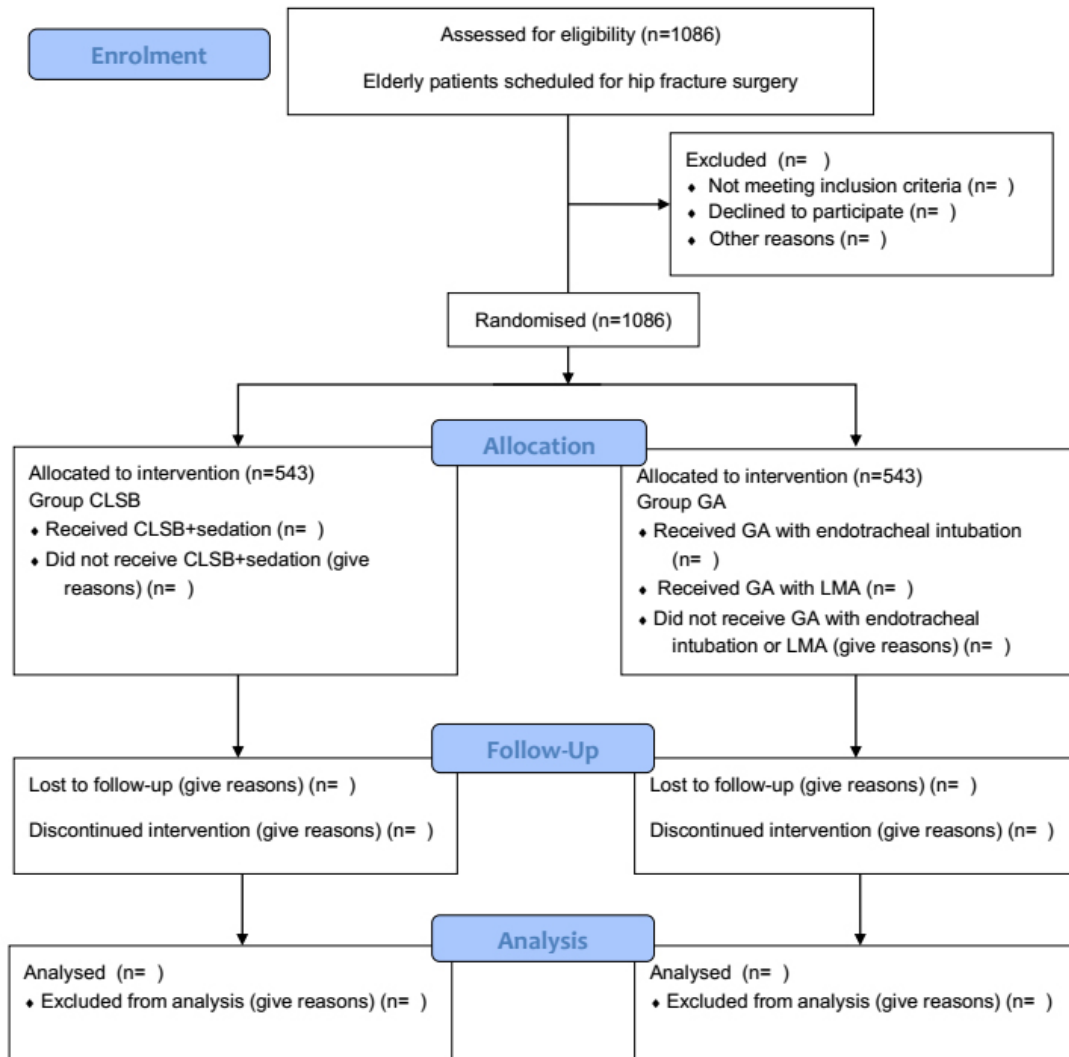 Enrolment
Assessed for eligibility (n=1086)
Elderly patients scheduled for hip fracture surgery
Excluded (n= )
♦ Not meeting inclusion criteria (n= )
♦ Declined to participate (n= )
♦ Other reasons (n= )
Randomised (n=1086)
Allocation
Allocated to intervention (n=543)
Group CLSB
♦ Received CLSB+sedation (n= )
♦ Did not receive CLSB+sedation (give
reasons) (n= )
Allocated to intervention (n=543)
Group GA
♦ Received GA with endotracheal intubation
(n= )
♦ Received GA with LMA (n= )
♦ Did not receive GA with endotracheal
intubation or LMA (give reasons) (n= )
Follow-Up
Lost to follow-up (give reasons) (n= )
Discontinued intervention (give reasons) (n= )
Lost to follow-up (give reasons) (n= )
Discontinued intervention (give reasons) (n= )
Analysis
Analysed (n= )
♦ Excluded from analysis (give reasons) (n= )
Analysed (n= )
♦ Excluded from analysis (give reasons) (n= )